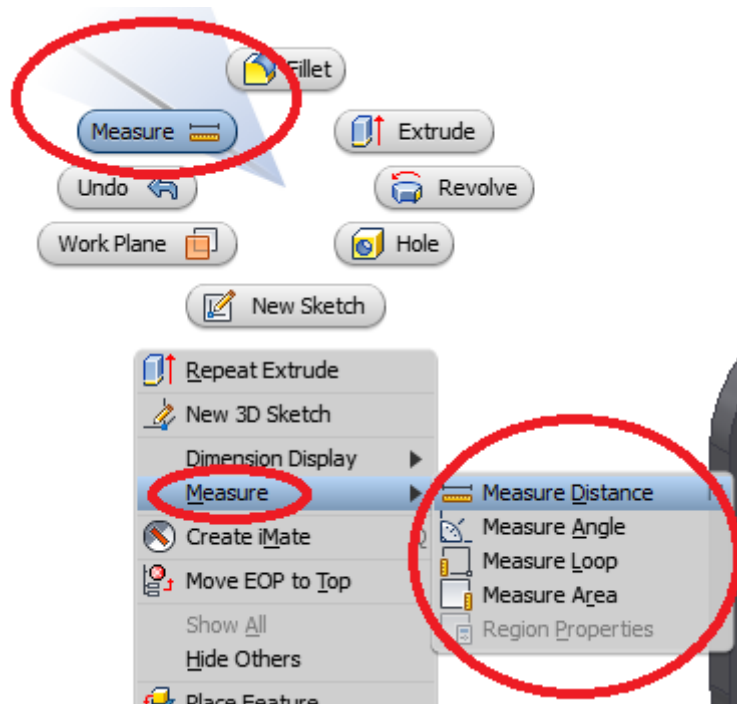 Fillet
Measure
Extrude
Undo
Revolve
Work Plane
Hole
New Sketch
Repeat Extrude
New 3D Sketch
Dimension Display
Measure
Measure Distance
Measure Angle
Create iMate
Measure Loop
Move EOP to Top
Measure Area
Show All
Region Properties
Hide Others
Place Feature